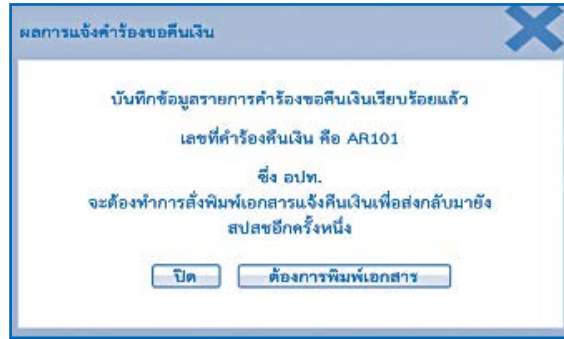 ผลการแจ้งคำร้องขอคืนเงิน
บันทึกข้อมูลรายการคำร้องขอคืนเงินเรียบร้อยแล้ว
เลขที่คำร้องคืนเงิน คือ AR101
ซึ่ง อปท.
จะต้องทำการสั่งพิมพ์เอกสารแจ้งคืนเงินเพื่อส่งกลับมายัง
สปสชอีกครั้งหนึ่ง
ปิด
ต้องการพิมพ์เอกสาร